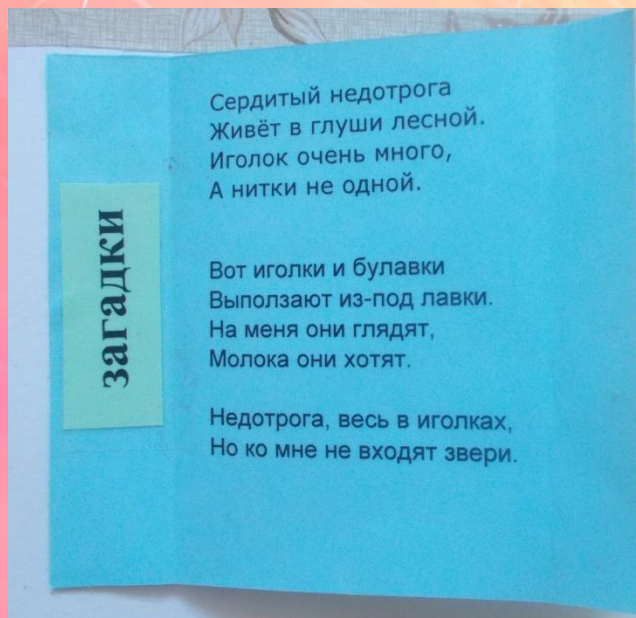 загадки
Сердитый недотрога
Живёт в глуши лесной.
Иголок очень много,
А нитки не одной.
Вот иголки и булавки
Выползают из-под лавки.
На меня они глядят,
Молока они хотят.
Недотрога, весь в иголках,
Но ко мне не входят звери.